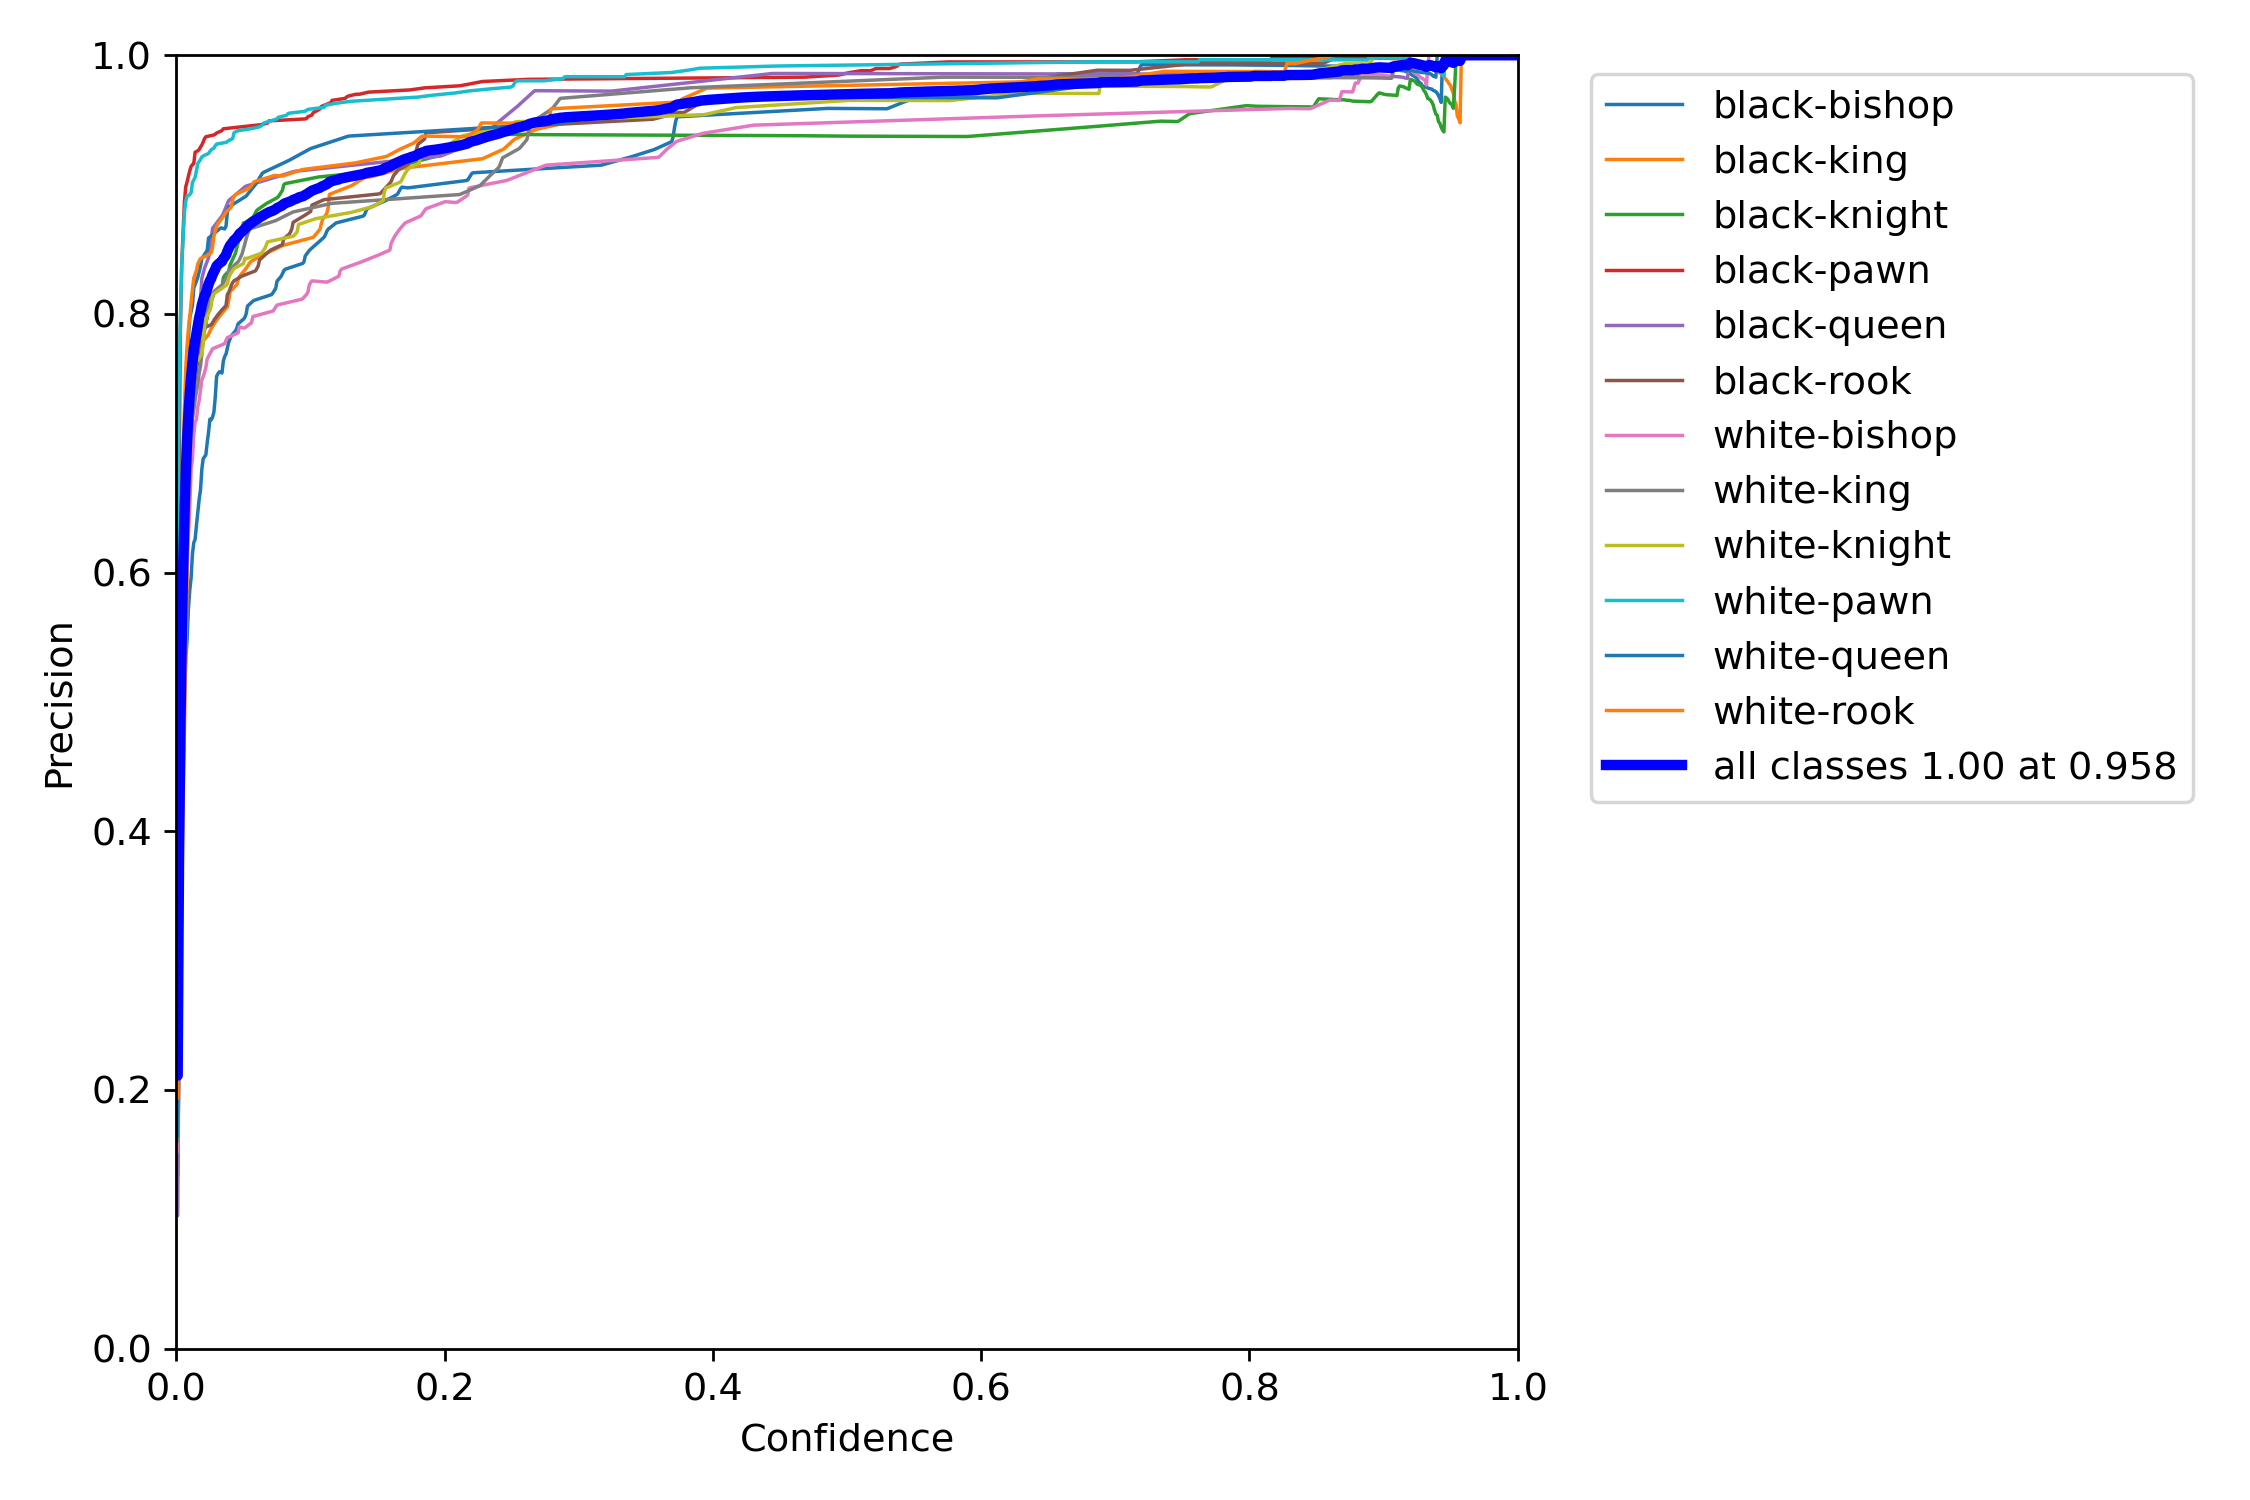 1.0
0.8
0.6
0.4
0.2
0.0
Precision
0.0 0.2 0.4 0.6 0.8 1.0
Confidence
black-bishop
black-king
black-knight
black-pawn
black-queen
black-rook
white-bishop
white-king
white-knight
white-pawn
white-queen
white-rook
all classes 1.00 at 0.958